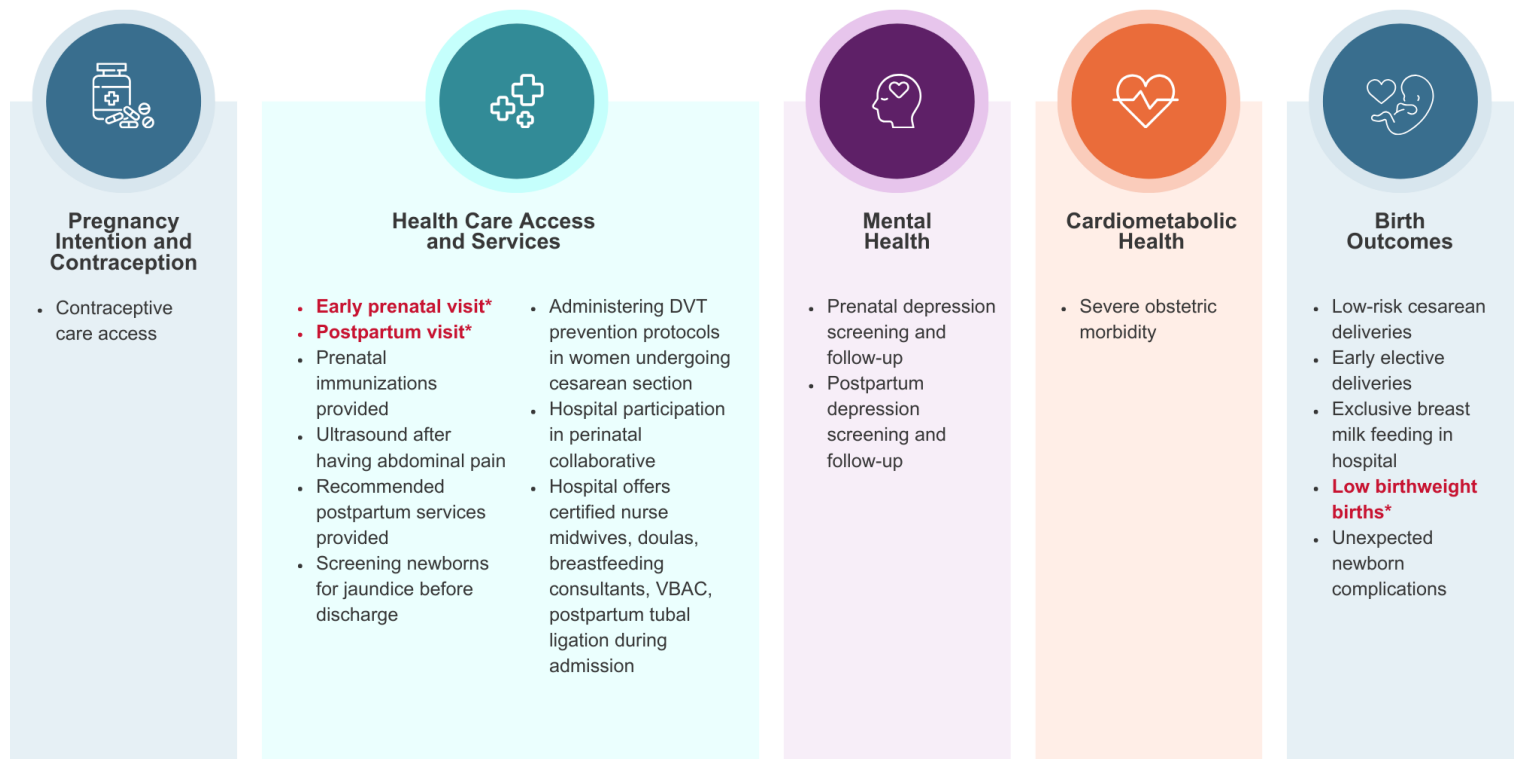 Pregnancy
Intention and
Contraception
• Contraceptive
care access
Health Care Access
and Services
• Early prenatal visit*
• Postpartum visit*
• Prenatal
immunizations
provided
• Ultrasound after
having abdominal pain
• Recommended
postpartum services
provided
• Screening newborns
for jaundice before
discharge
• Administering DVT
prevention protocols
in women undergoing
cesarean section
• Hospital participation
in perinatal
collaborative
• Hospital offers
certified nurse
midwives, doulas,
breastfeeding
consultants, VBAC,
postpartum tubal
ligation during
admission
Mental
Health
• Prenatal depression
screening and
follow-up
• Postpartum
depression
screening and
follow-up
Cardiometabolic
Health
• Severe obstetric
morbidity
Birth
Outcomes
• Low-risk cesarean
deliveries
• Early elective
deliveries
• Exclusive breast
milk feeding in
hospital
• Low birthweight
births*
• Unexpected
newborn
complications